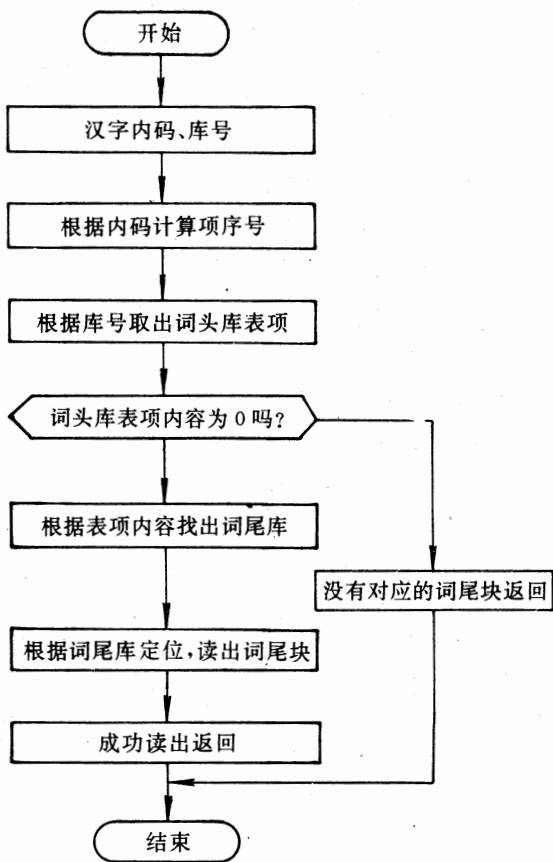 开始
汉字内码、库号
根据内码计算项序号
根据库号取出词头库表项
词头库表项内容为0吗?
根据表项内容找出词尾库
没有对应的词尾块返回
根据词尾库定位,读出词尾块
成功读出返回
结束